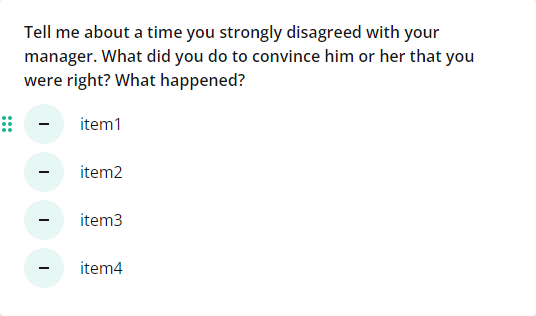 Tell me about a time you strongly disagreed with your
manager. What did you do to convince him or her that you
were right? What happened?
– item1
– item2
– item3
– item4